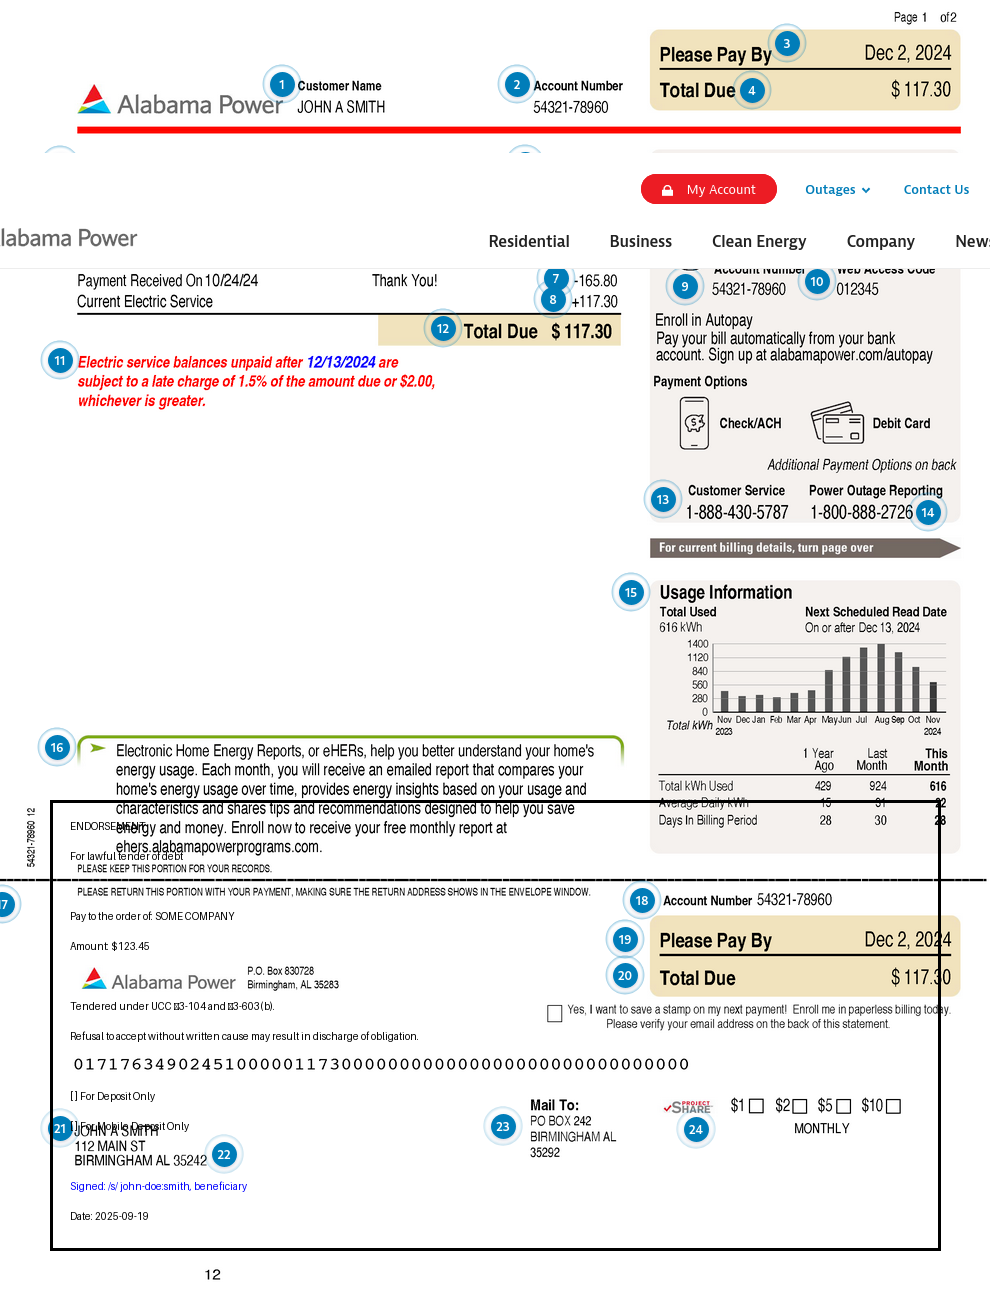 Page 1 of2
3
Please Pay By Dec 2, 2024
1 Customer Name
2 Account Number
Total Due 4 $ 117.30
Alabama Power
JOHN A SMITH
54321-78960
My Account
Outages
Contact Us
labama Power
Residential
Business
Clean Energy
Company
New
Payment Received On 10/24/24 Thank You! 7 -165.80
Current Electric Service 8 +117.30
12 Total Due $ 117.30
11 Electric service balances unpaid after 12/13/2024 are
subject to a late charge of 1.5% of the amount due or $2.00,
whichever is greater.
Account Number
Web Access Code
9 54321-78960
10 012345
Enroll in Autopay
Pay your bill automatically from your bank
account. Sign up at alabamapower.com/autopay
Payment Options
Check/ACH
Debit Card
Additional Payment Options on back
13 Customer Service
Power Outage Reporting
1-888-430-5787
1-800-888-2726 14
For current billing details, turn page over
15 Usage Information
Total Used
Next Scheduled Read Date
616 kWh
On or after Dec 13, 2024
1400
1120
840
560
280
0
Total kWh
Nov 2023 Dec Jan Feb Mar Apr May Jun Jul Aug Sep Oct Nov 2024
1 Year Ago Last Month This Month
Total kWh Used 429 924 616
Average Daily kWh 15 31 22
Days In Billing Period 28 30 28
16 Electronic Home Energy Reports, or eHERs, help you better understand your home's
energy usage. Each month, you will receive an emailed report that compares your
home's energy usage over time, provides energy insights based on your usage and
characteristics and shares tips and recommendations designed to help you save
energy and money. Enroll now to receive your free monthly report at
ehers.alabamapowerprograms.com.
54321-78960 12
ENDORSEMENT
For lawful tender of debt
PLEASE KEEP THIS PORTION FOR YOUR RECORDS.
PLEASE RETURN THIS PORTION WITH YOUR PAYMENT, MAKING SURE THE RETURN ADDRESS SHOWS IN THE ENVELOPE WINDOW.
17
18 Account Number 54321-78960
Pay to the order of: SOME COMPANY
19 Please Pay By Dec 2, 2024
Amount: $123.45
20 Total Due $ 117.30
Alabama Power
P.O. Box 830728
Birmingham, AL 35283
Tendered under UCC 3-104 and 3-603(b).
Yes, I want to save a stamp on my next payment! Enroll me in paperless billing today.
Please verify your email address on the back of this statement.
Refusal to accept without written cause may result in discharge of obligation.
[ ] For Deposit Only
[ ] For Mobile Deposit Only
21 JOHN A SMITH
112 MAIN ST
BIRMINGHAM AL 35242 22
23 Mail To:
PO BOX 242
BIRMINGHAM AL
35292
PROJECT SHARE
24
$1 $2 $5 $10
MONTHLY
Signed: /s/ john-doe:smith, beneficiary
Date: 2025-09-19
12